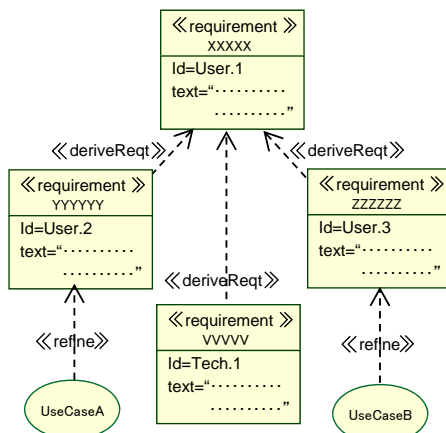 ≪requirement≫
XXXXX
Id=User.1
text=“··········
··········”
≪deriveReqt≫
≪deriveReqt≫
≪requirement≫
YYYYYY
Id=User.2
text=“··········
··········”
≪requirement≫
ZZZZZZ
Id=User.3
text=“··········
··········”
≪deriveReqt≫
≪requirement≫
VVVVV
Id=Tech.1
text=“··········
··········”
≪refine≫
≪refine≫
UseCaseA
UseCaseB